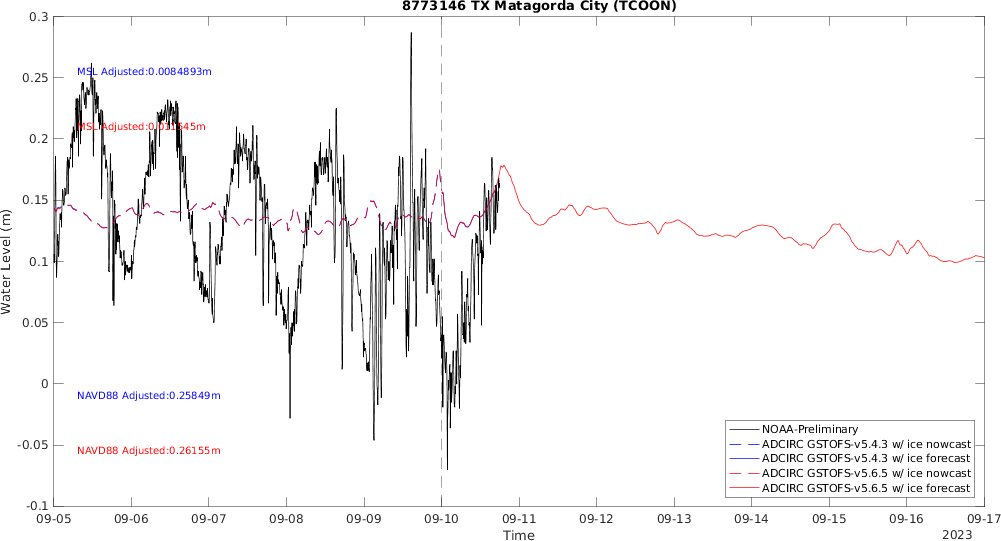 8773146 TX Matagorda City (TCOON)
0.3
0.25
0.2
0.15
0.1
0.05
0
-0.05
-0.1
Water Level (m)
MSL Adjusted:0.0084893m
MSL Adjusted:
NAVD88 Adjusted:0.25849m
NAVD88 Adjusted:0.26155m
NOAA-Preliminary
ADCIRC GSTOFS-v5.4.3 w/ ice nowcast
ADCIRC GSTOFS-v5.4.3 w/ ice forecast
ADCIRC GSTOFS-v5.6.5 w/ ice nowcast
ADCIRC GSTOFS-v5.6.5 w/ ice forecast
09-05 09-06 09-07 09-08 09-09 09-10 09-11 09-12 09-13 09-14 09-15 09-16 09-17
Time
2023